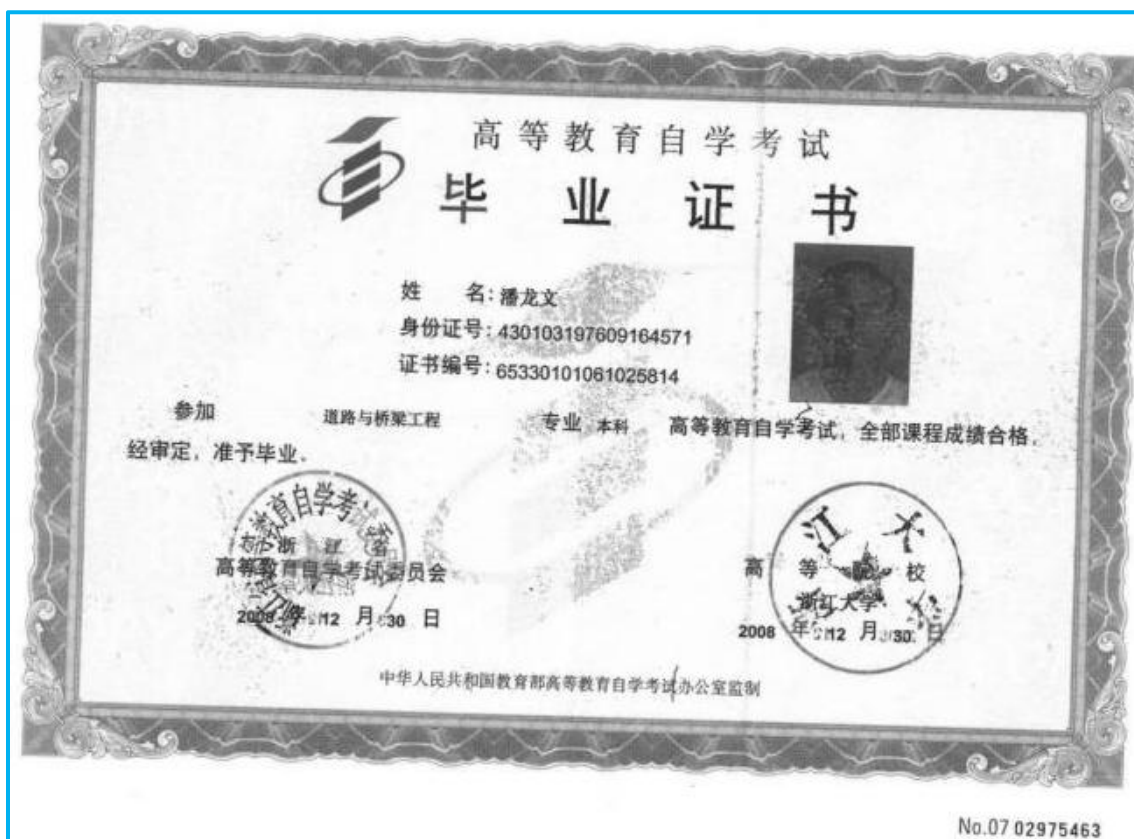 高等教育自学考试
毕业证书
姓 名：潘龙文
身份证号：430103197609164571
证书编号：65330101061025814
参加 道路与桥梁工程 专业 本科 高等教育自学考试，全部课程成绩合格，
经审定，准予毕业。
浙江省
高等教育自学考试委员会
2008 年 12 月 30 日
高等院校
浙江大学
2008 年 12 月 30 日
中华人民共和国教育部高等教育自学考试办公室监制
No.07 02975463